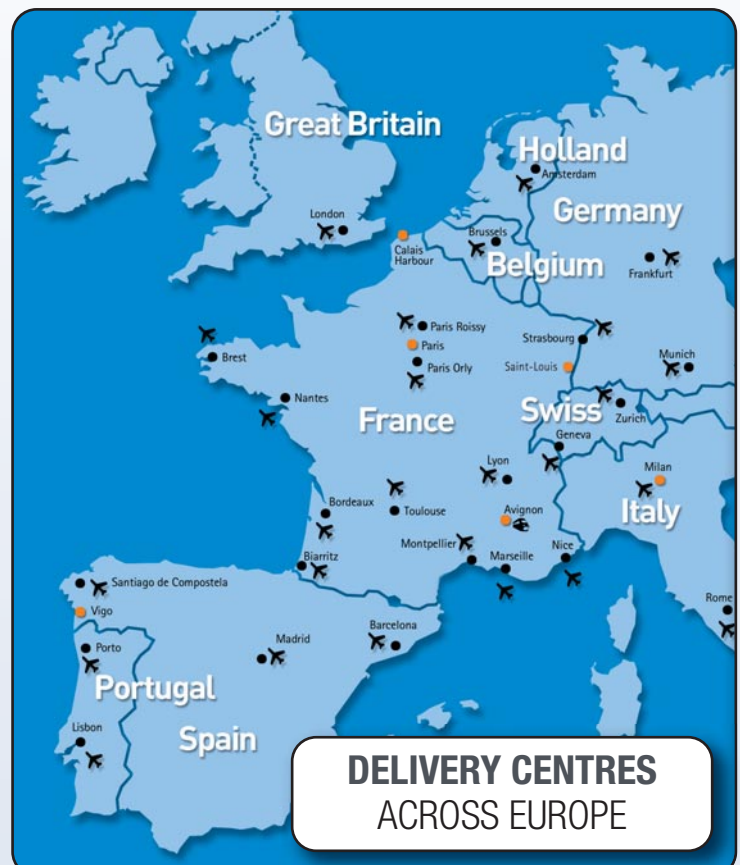 Great Britain
Holland
Amsterdam
Germany
London
Brussels
Calais
Harbour
Belgium
Frankfurt
Paris Roissy
Strasbourg
Paris
Brest
Paris Orly
Saint-Louis
Munich
Nantes
France
Swiss
Zurich
Geneva
Lyon
Milan
Bordeaux
Toulouse
Avignon
Italy
Montpellier
Marseille
Nice
Biarritz
Santiago de Compostela
Vigo
Rome
Barcelona
Porto
Madrid
Portugal
Lisbon
Spain
DELIVERY CENTRES
ACROSS EUROPE